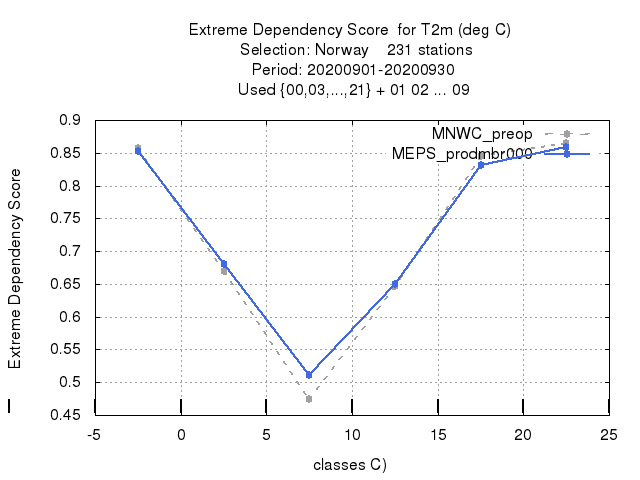 Extreme Dependency Score  for T2m (deg C)
Selection: Norway    231 stations
Period: 20200901-20200930
Used {00,03,...,21} + 01 02 ... 09
MNWC_preop
MEPS_prodmbr000
Extreme Dependency Score
0.9
0.85
0.8
0.75
0.7
0.65
0.6
0.55
0.5
0.45
-5 0 5 10 15 20 25
classes C)